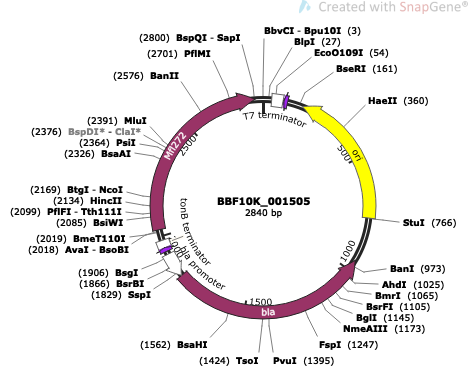 Created with SnapGene®
(2800) BspQI - SapI
(2701) PflMI
(2576) BanII
BbvCI - Bpu10I (3)
BlpI (27)
EcoO109I (54)
BseRI (161)
HaeII (360)
T7 terminator
(2391) MluI
(2376) BspDI* - ClaI*
(2364) PsiI
(2326) BsaAI
Mfl272
2500
ori
500
(2169) BtgI - NcoI
(2134) HincII
(2099) PflFI - Tth111I
(2085) BsiWI
BBF10K_001505
2840 bp
StuI (766)
(2019) BmeT110I
(2018) AvaI - BsoBI
tonB terminator
bla promoter
2000
1000
(1906) BsgI
(1866) BsrBI
(1829) SspI
BanI (973)
AhdI (1025)
BmrI (1065)
BsrFI (1105)
BglI (1145)
NmeAIII (1173)
1500
bla
(1562) BsaHI
FspI (1247)
(1424) TsoI
PvuI (1395)